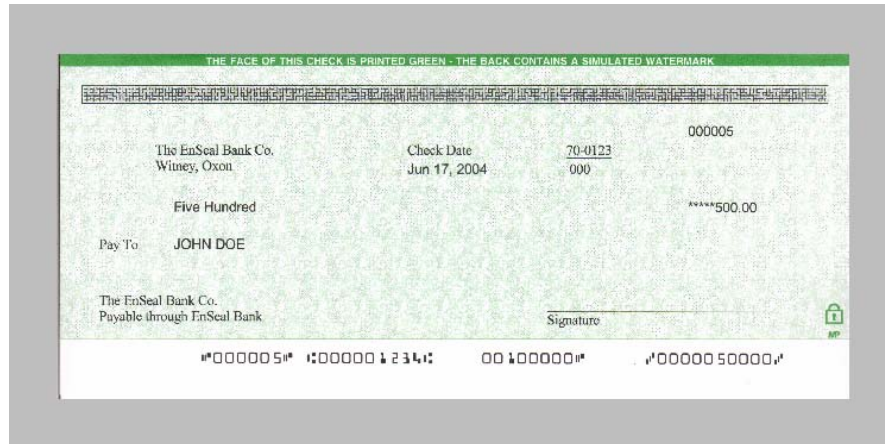 THE FACE OF THIS CHECK IS PRINTED GREEN - THE BACK CONTAINS A SIMULATED WATERMARK
000005
The EnSeal Bank Co. Check Date 70-0123
Witney, Oxon Jun 17, 2004 000
Five Hundred *****500.00
Pay To JOHN DOE
The EnSeal Bank Co.
Payable through EnSeal Bank Signature
MP
⑈000005⑈ ⑆000001234⑆ 00100000⑈ ⑇0000050000⑇